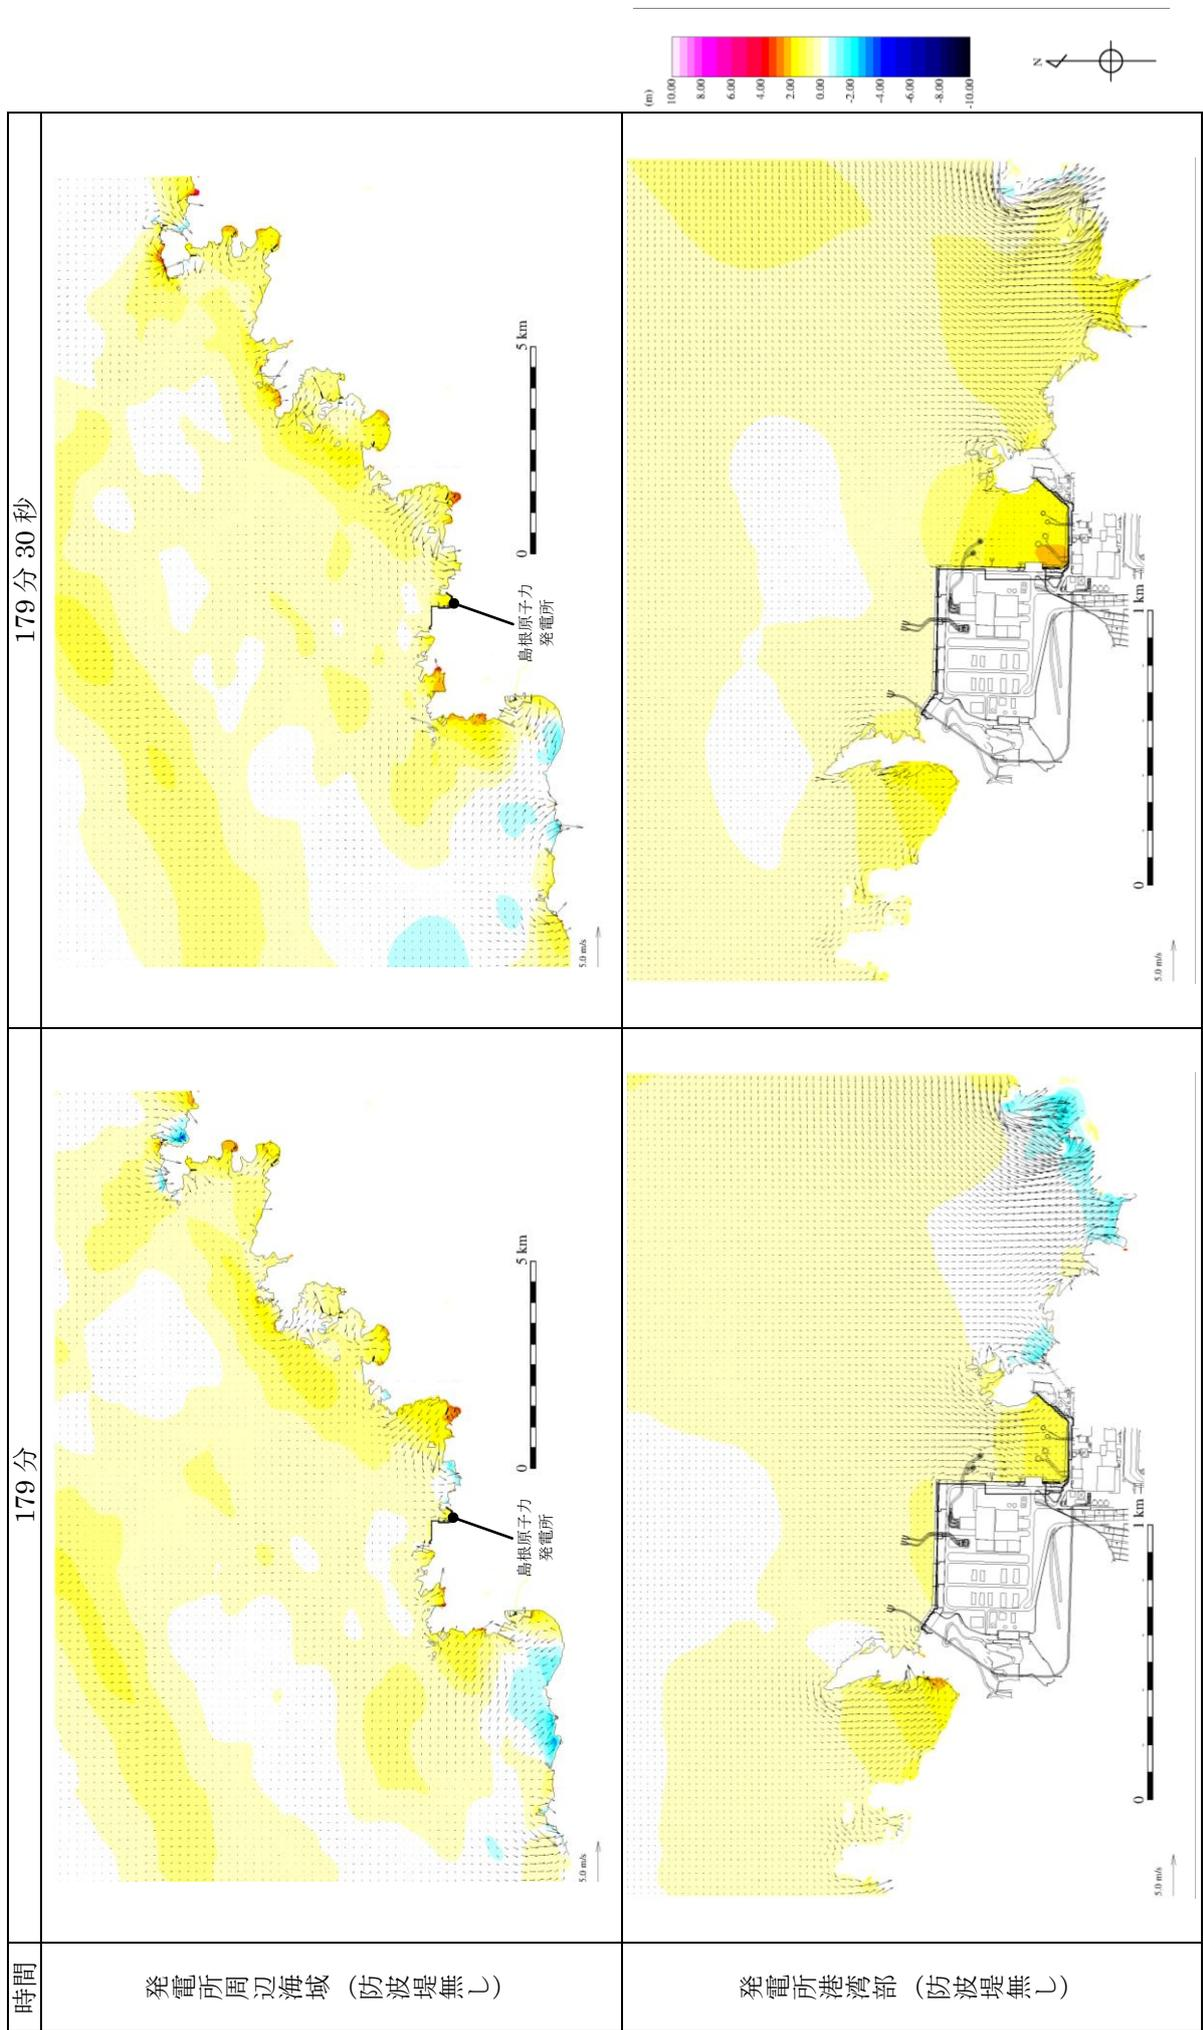 時間
179分
179分30秒
発電所周辺海域（防波堤無し）
島根原子力
発電所
0
5 km
5.0 m/s
島根原子力
発電所
0
5 km
5.0 m/s
発電所港湾部（防波堤無し）
0
1 km
5.0 m/s
0
1 km
5.0 m/s
(m)
10.00
8.00
6.00
4.00
2.00
0.00
-2.00
-4.00
-6.00
-8.00
-10.00
N